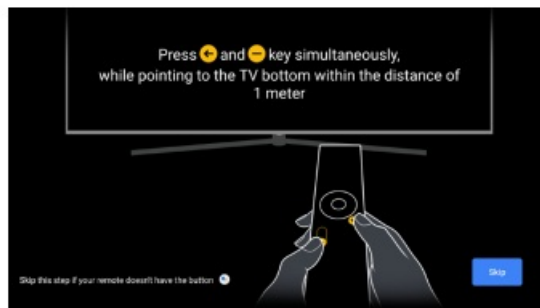 Press ← and − key simultaneously,
while pointing to the TV bottom within the distance of
1 meter
Skip this step if your remote doesn't have the button
Skip